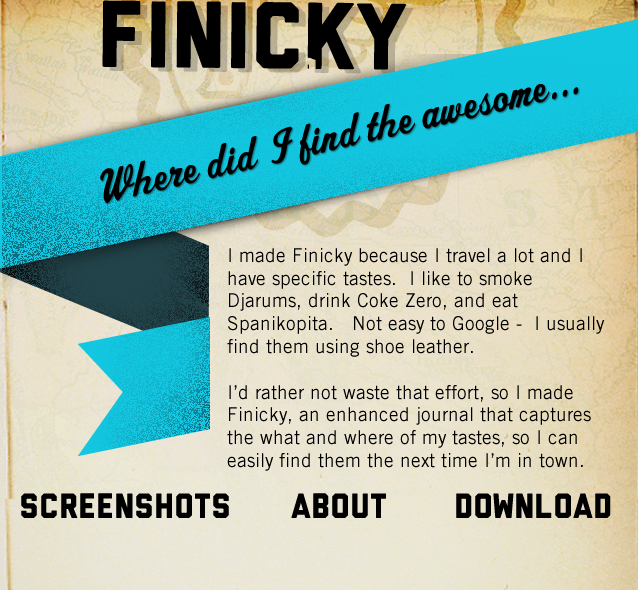 FINICKY
Where did I find the awesome...
I made Finicky because I travel a lot and I
have specific tastes.  I like to smoke
Djarums, drink Coke Zero, and eat
Spanikopita.   Not easy to Google -  I usually
find them using shoe leather.
I’d rather not waste that effort, so I made
Finicky, an enhanced journal that captures
the what and where of my tastes, so I can
easily find them the next time I’m in town.
SCREENSHOTS ABOUT DOWNLOAD